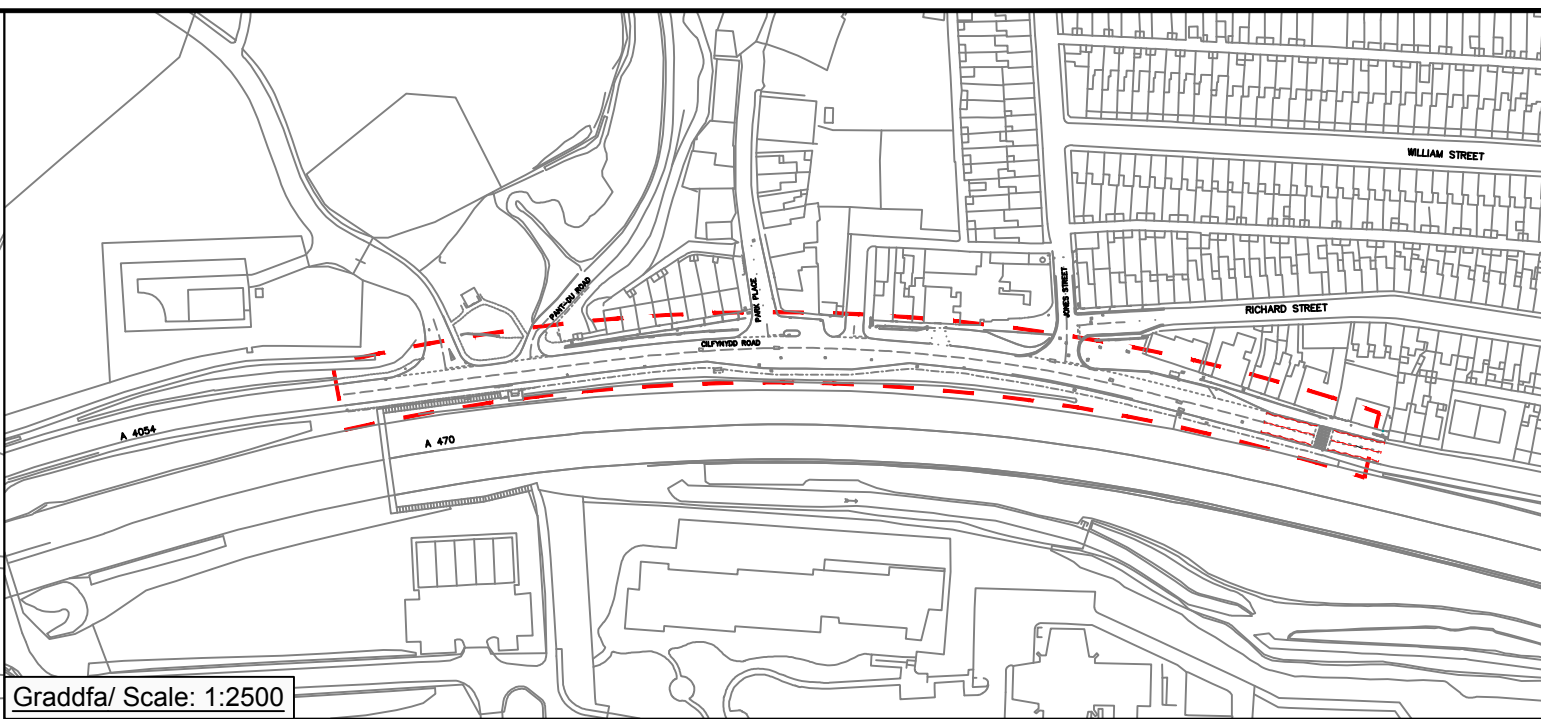 WILLIAM STREET
PANT-DU ROAD
PARK PLACE
JONES STREET
RICHARD STREET
CILFYNYDD ROAD
A 4054
A 470
Graddfa/ Scale: 1:2500